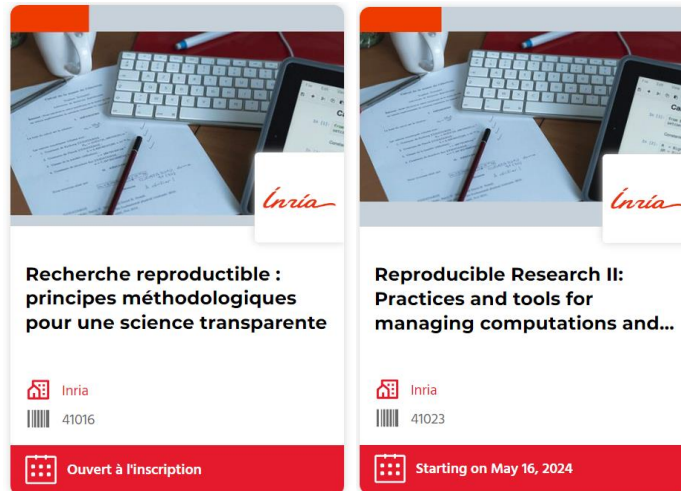 Inria
Recherche reproductible :
principes méthodologiques
pour une science transparente
Inria
41016
Ouvert à l'inscription
Inria
Reproducible Research II:
Practices and tools for
managing computations and...
Inria
41023
Starting on May 16, 2024